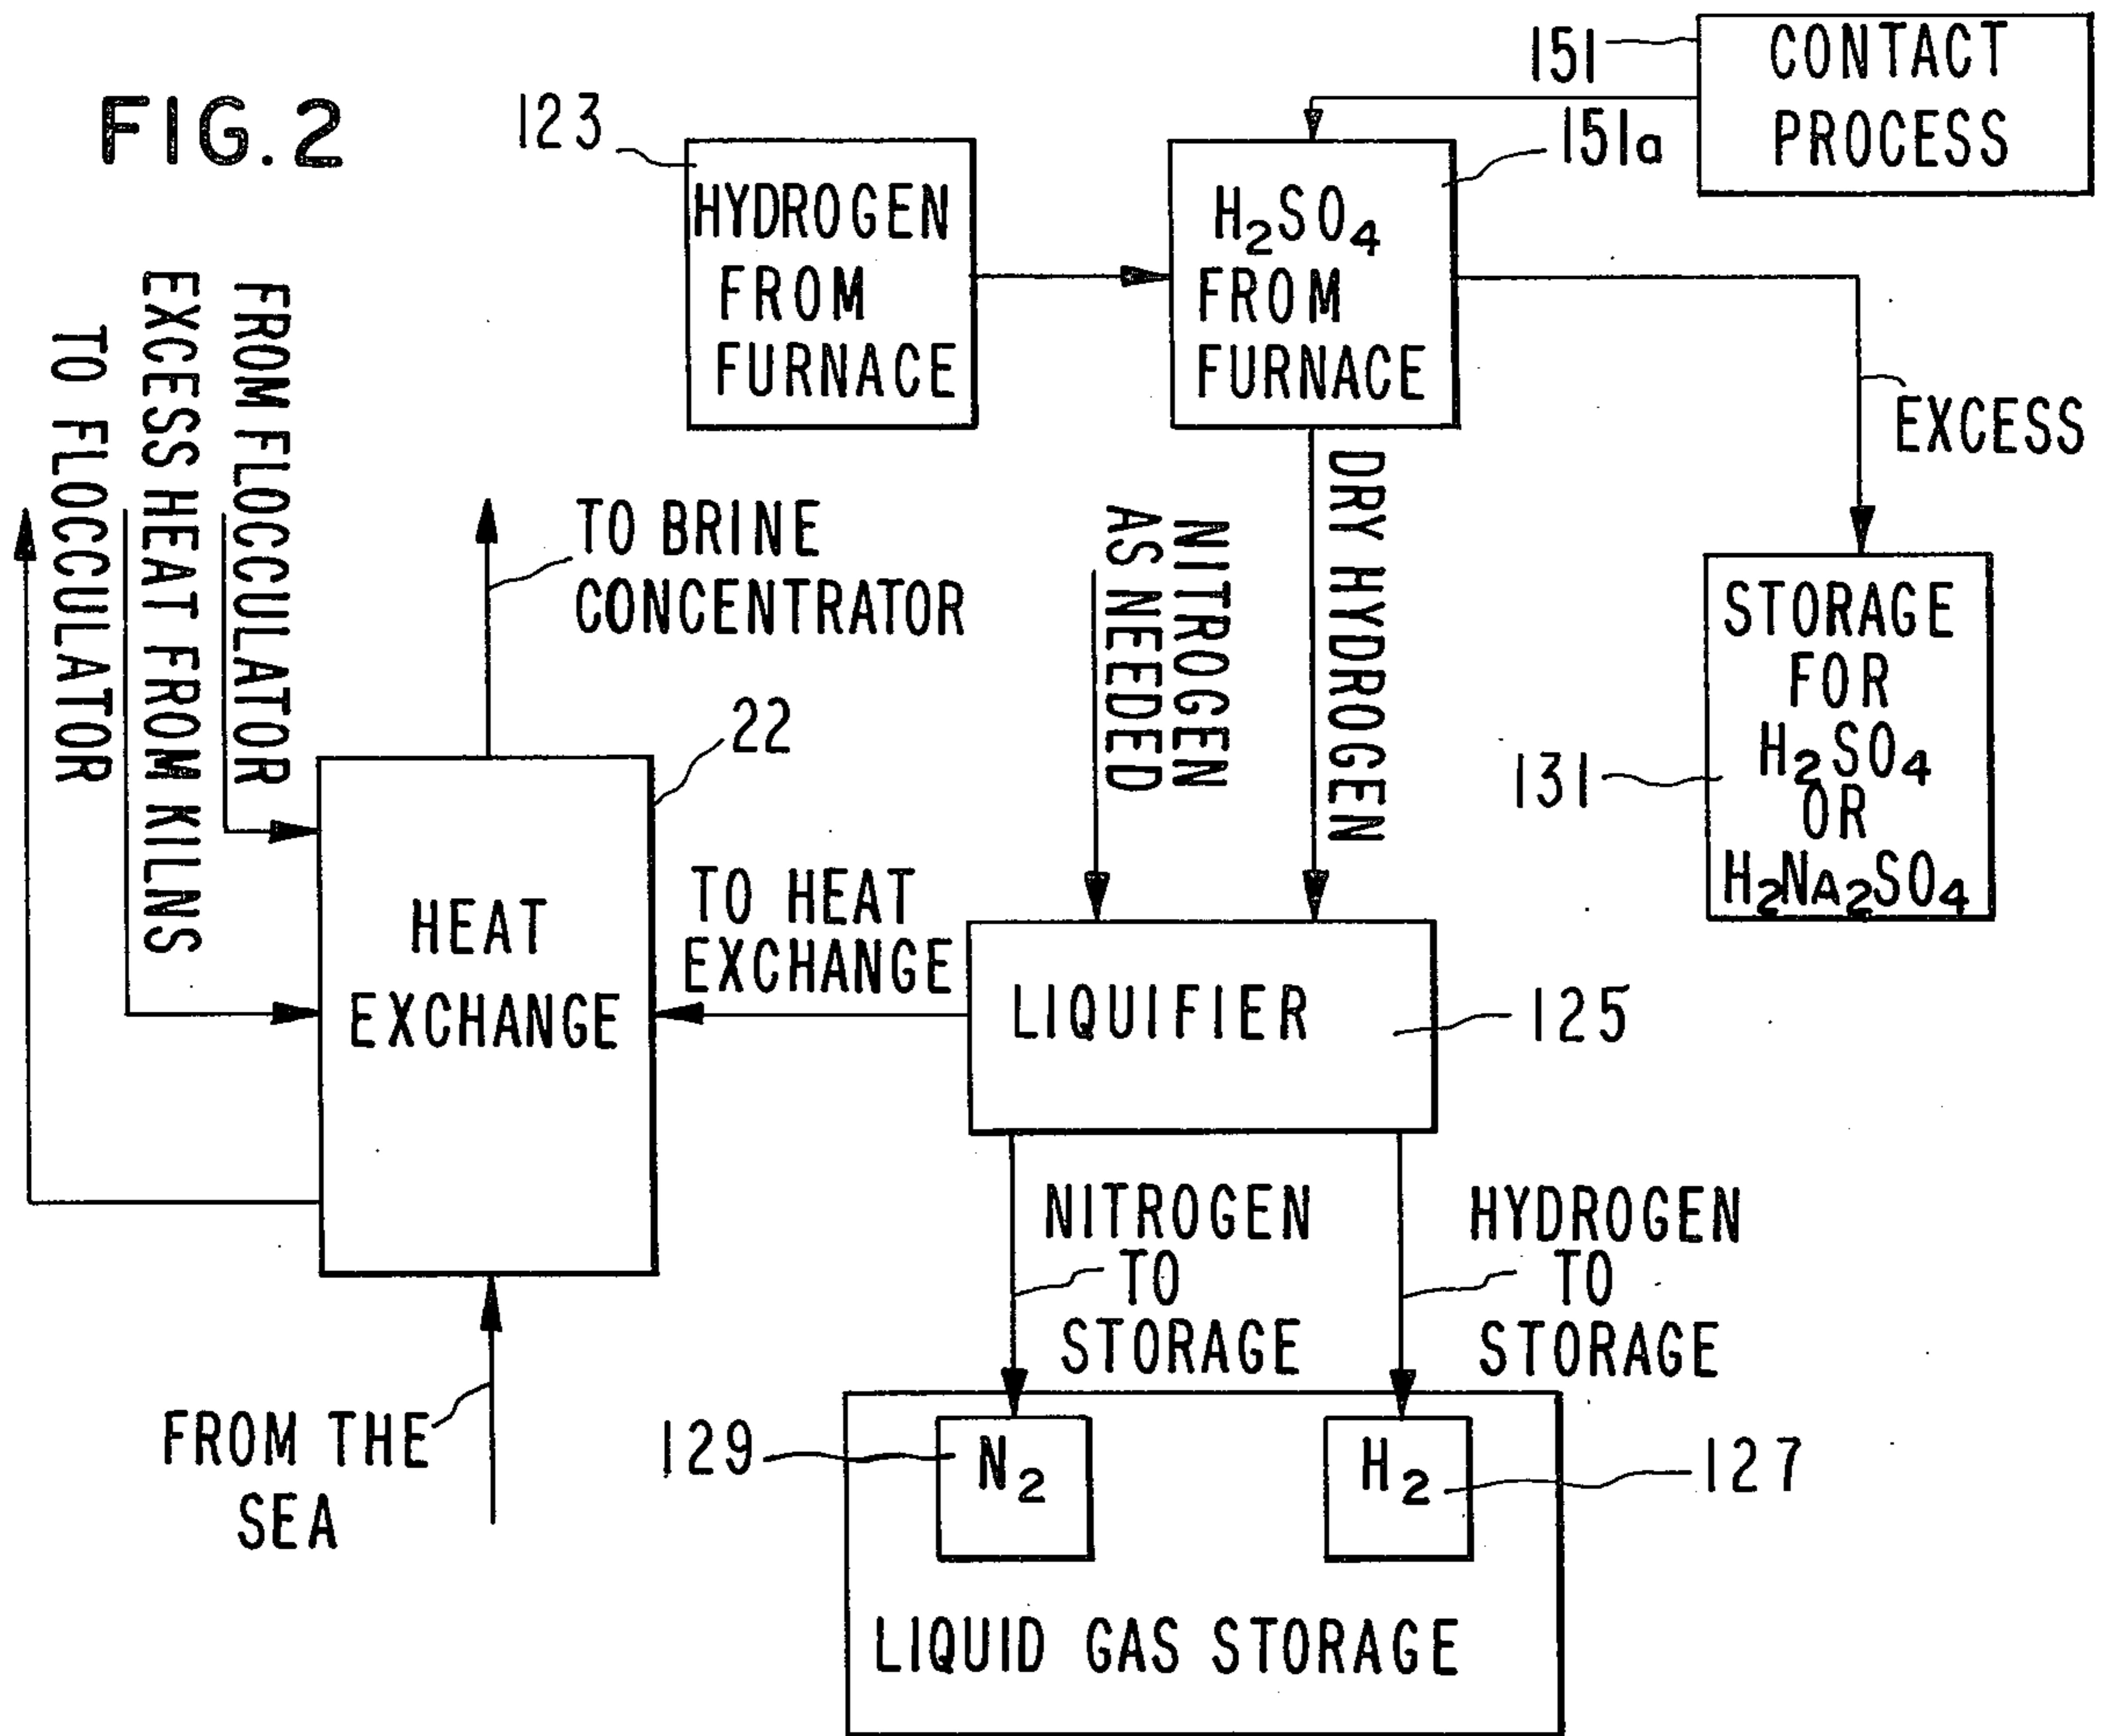 FIG. 2
123
HYDROGEN
FROM
FURNACE
151
CONTACT
PROCESS
151a
H₂SO₄
FROM
FURNACE
EXCESS
STORAGE
FOR
H₂SO₄
OR
H₂NA₂SO₄
131
DRY HYDROGEN
NITROGEN
AS NEEDED
FROM FLOCCULATOR
EXCESS HEAT FROM KILNS
TO FLOCCULATOR
TO BRINE
CONCENTRATOR
22
HEAT
EXCHANGE
TO HEAT
EXCHANGE
LIQUIFIER
125
NITROGEN
TO
STORAGE
HYDROGEN
TO
STORAGE
FROM THE
SEA
129
N₂
H₂
127
LIQUID GAS STORAGE